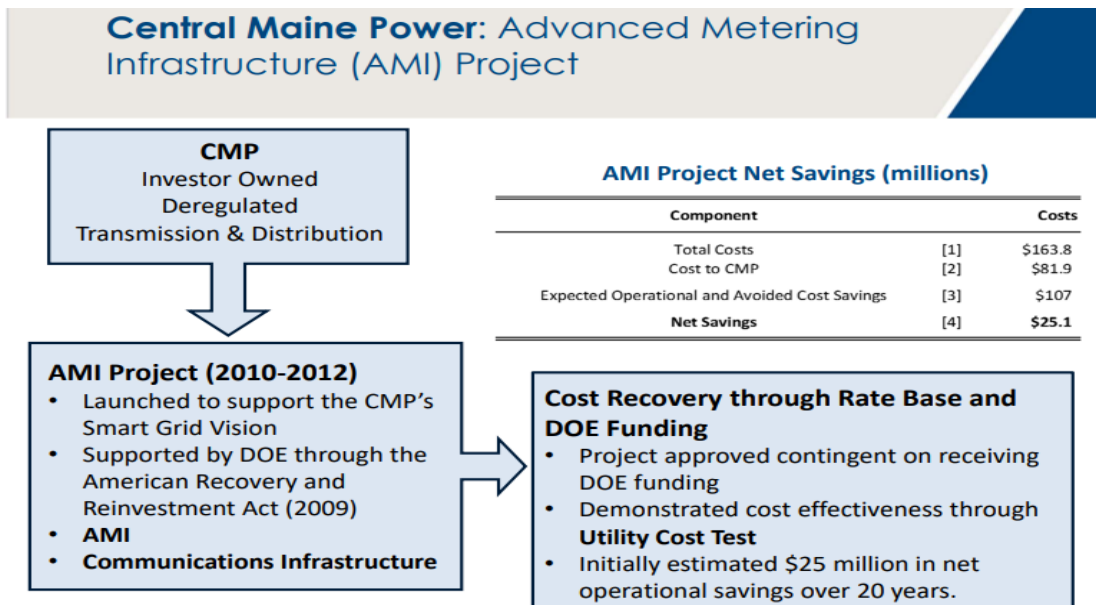 Central Maine Power: Advanced Metering
Infrastructure (AMI) Project
CMP
Investor Owned
Deregulated
Transmission & Distribution
AMI Project Net Savings (millions)
Component Costs
Total Costs [1] $163.8
Cost to CMP [2] $81.9
Expected Operational and Avoided Cost Savings [3] $107
Net Savings [4] $25.1
AMI Project (2010-2012)
• Launched to support the CMP's
Smart Grid Vision
• Supported by DOE through the
American Recovery and
Reinvestment Act (2009)
• AMI
• Communications Infrastructure
Cost Recovery through Rate Base and
DOE Funding
• Project approved contingent on receiving
DOE funding
• Demonstrated cost effectiveness through
Utility Cost Test
• Initially estimated $25 million in net
operational savings over 20 years.